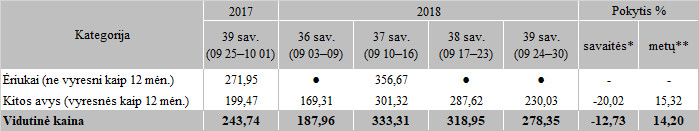 Kategorija 2017 2018 Pokytis %
39 sav. (09 25–10 01) 36 sav. (09 03–09) 37 sav. (09 10–16) 38 sav. (09 17–23) 39 sav. (09 24–30) savaitės* metų**
Ėriukai (ne vyresni kaip 12 mėn.) 271,95 ● 356,67 ● ● - -
Kitos avys (vyresnės kaip 12 mėn.) 199,47 169,31 301,32 287,62 230,03 -20,02 15,32
Vidutinė kaina 243,74 187,96 333,31 318,95 278,35 -12,73 14,20